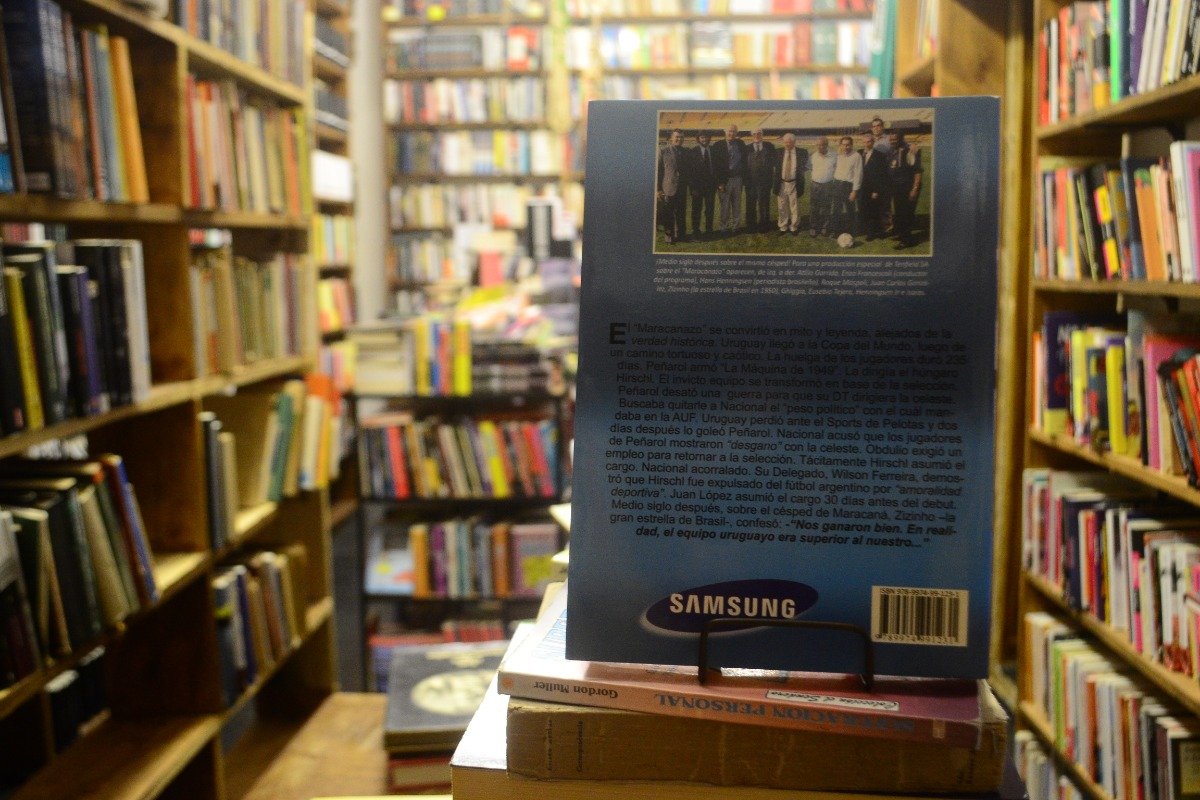 (Medio siglo después sobre el mismo césped! Para una producción especial de Tenfield
sobre el "Maracanazo" aparecen, de izq. a der. Atilio Garrido, Enzo Francescoli (conductor
del programa), Hans Henningsen (periodista brasileño), Roque Máspoli, Juan Carlos
Zizinho (la estrella de Brasil en 1950), Ghiggia, Eusebio Tejera, Henningsen
El "Maracanazo" se convirtió en mito y leyenda, alejados de la
verdad histórica. Uruguay llegó a la Copa del Mundo, luego de
un camino tortuoso y caótico. La huelga de los jugadores duró 235
días. Peñarol armó "La Máquina de 1949". La dirigía el húngaro
Hirschl. El invicto equipo se transformó en base de la selección.
Peñarol desató una guerra para que su DT dirigiera la celeste.
Buscaba quitarle a Nacional el "peso político" con el cuál man-
daba en la AUF. Uruguay perdió ante el Sports de Pelotas y dos
días después lo goleó Peñarol. Nacional acusó que los jugadores
de Peñarol mostraron "desgano" con la celeste. Obdulio exigió un
empleo para retornar a la selección. Tácitamente Hirschl asumió el
cargo. Nacional acorralado. Su Delegado, Wilson Ferreira, demos-
tró que Hirschl fue expulsado del fútbol argentino por "amoralidad
deportiva". Juan López asumió el cargo 30 días antes del debut.
Medio siglo después, sobre el césped de Maracaná, Zizinho –la
gran estrella de Brasil-, confesó: -"Nos ganaron bien. En reali-
dad, el equipo uruguayo era superior al nuestro..."
SAMSUNG
Gordon Muller
PERSONAL